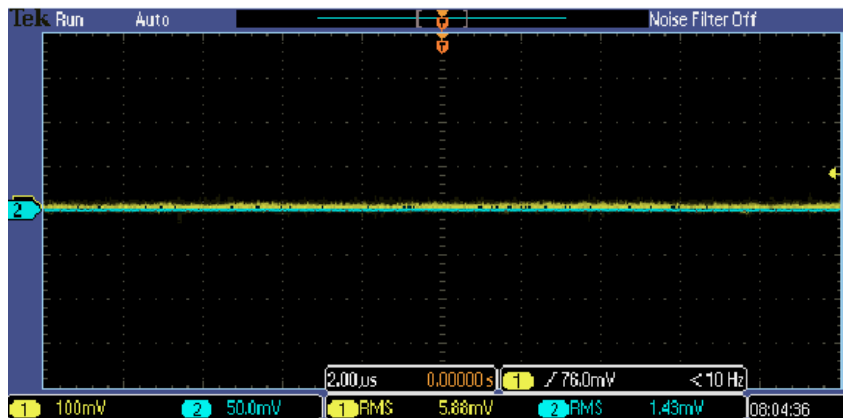 Tek Run Auto Noise Filter Off
T
T
2
2.00µs 0.00000 s 1 / 76.0mV < 10 Hz
1 100mV 2 50.0mV 1 RMS 5.88mV 2 RMS 1.43mV 08:04:36